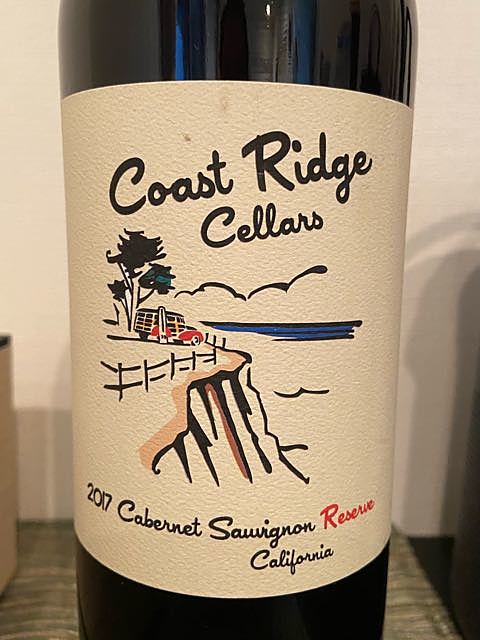 Coast Ridge
Cellars
2017 Cabernet Sauvignon Reserve
California